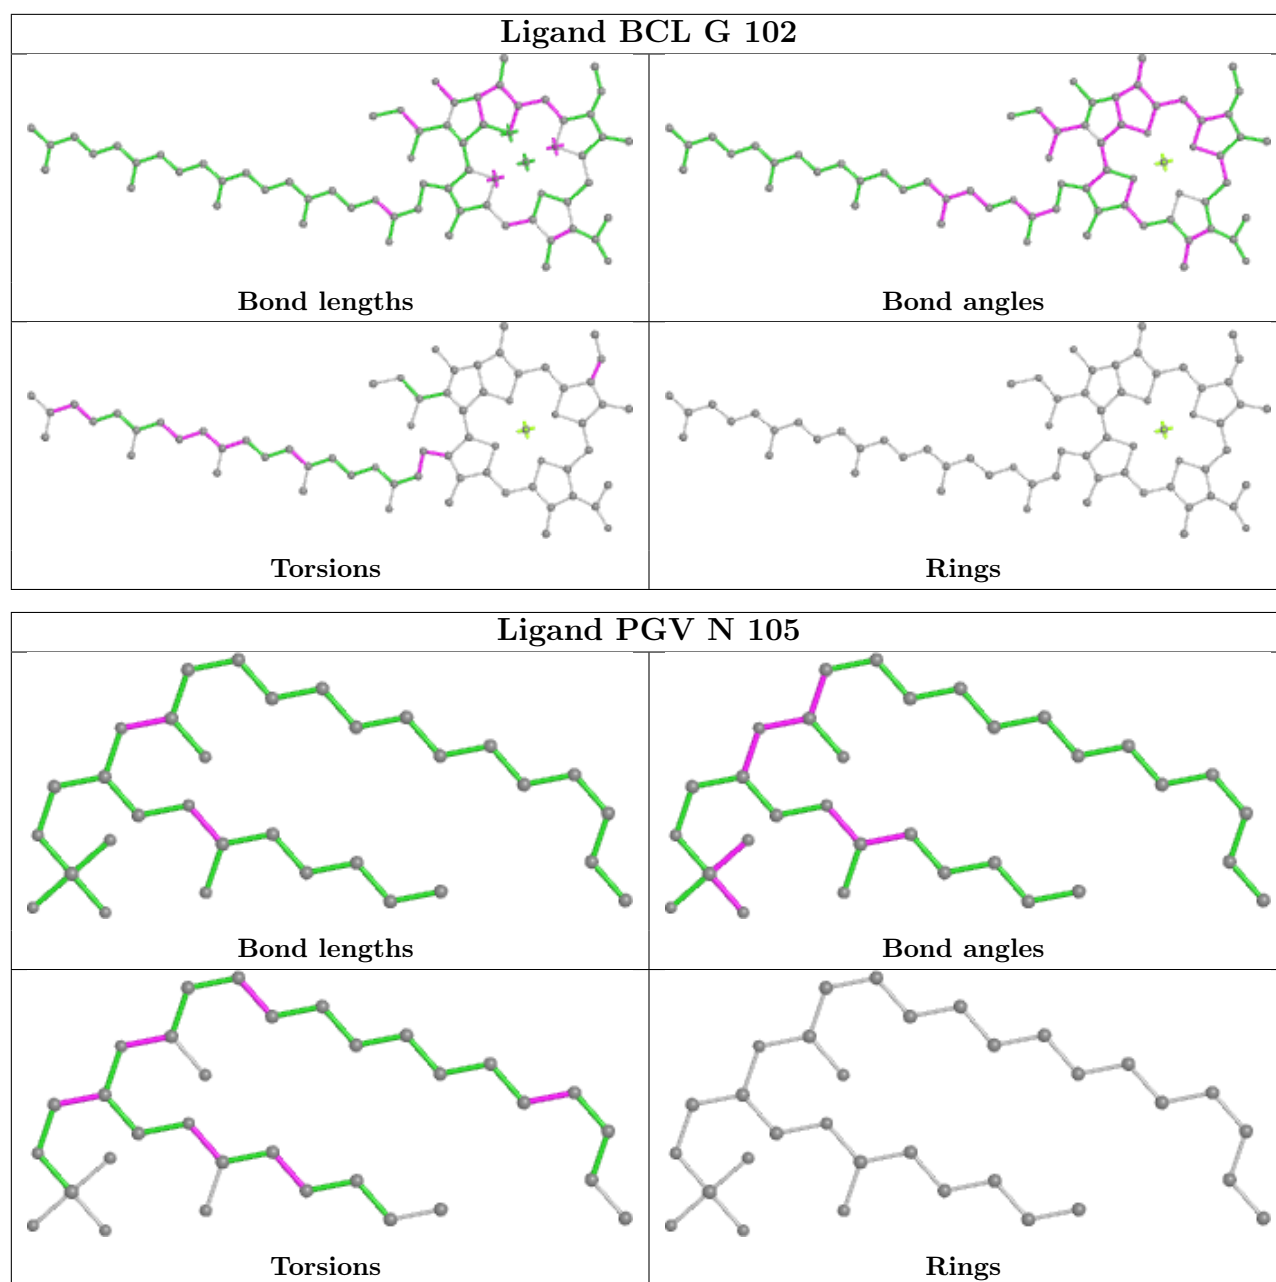 Ligand BCL G 102
Bond lengths
Bond angles
Torsions
Rings
Ligand PGV N 105
Bond lengths
Bond angles
Torsions
Rings